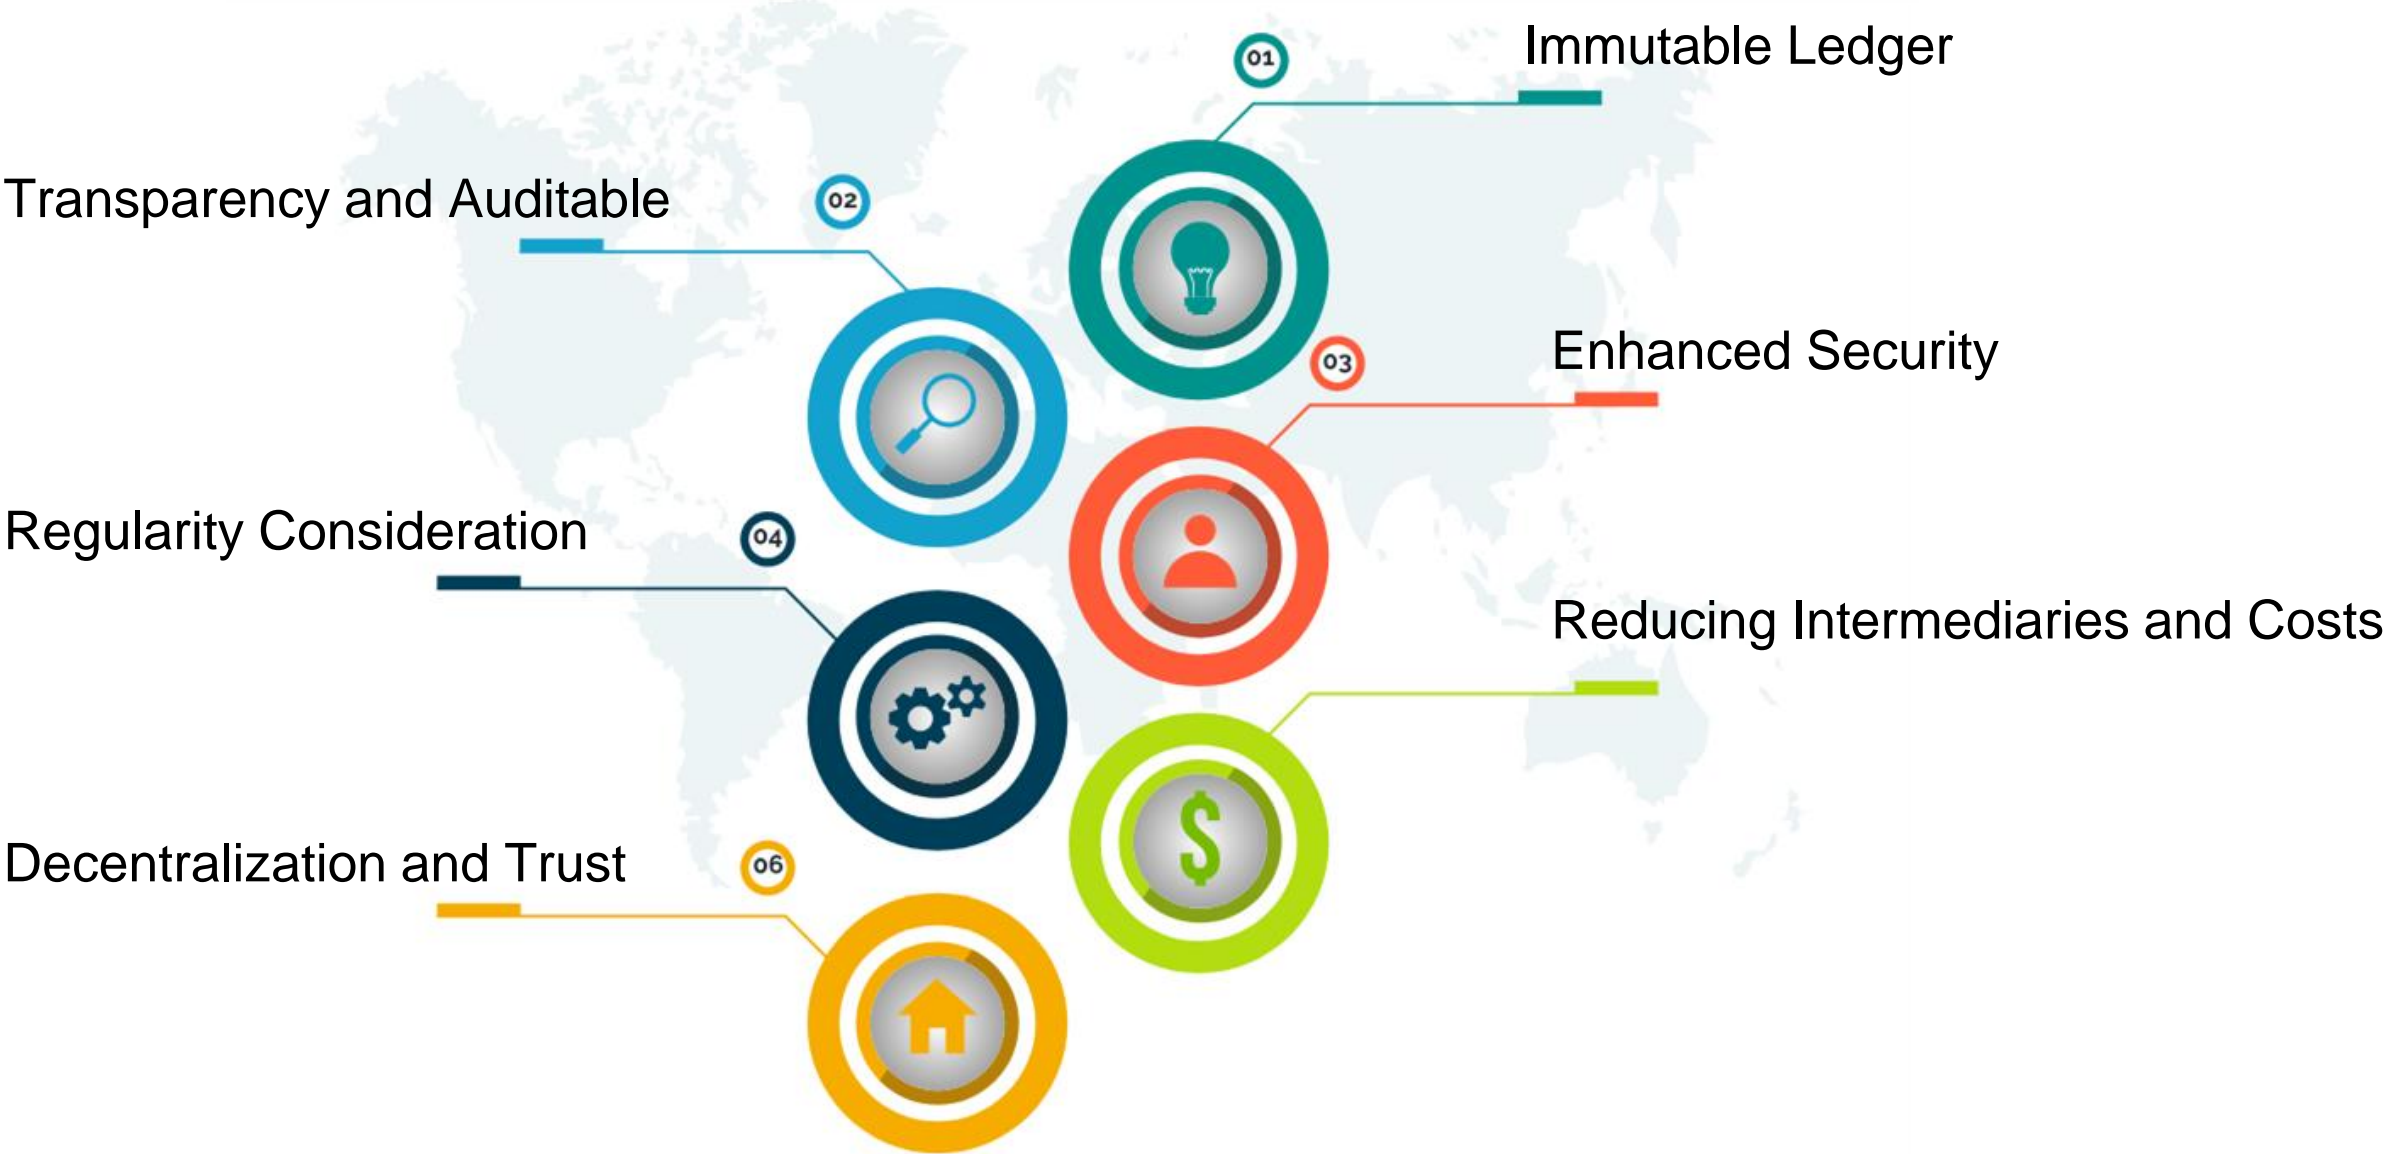 01
Immutable Ledger
02
Transparency and Auditable
03
Enhanced Security
04
Regularity Consideration
Reducing Intermediaries and Costs
06
Decentralization and Trust
$